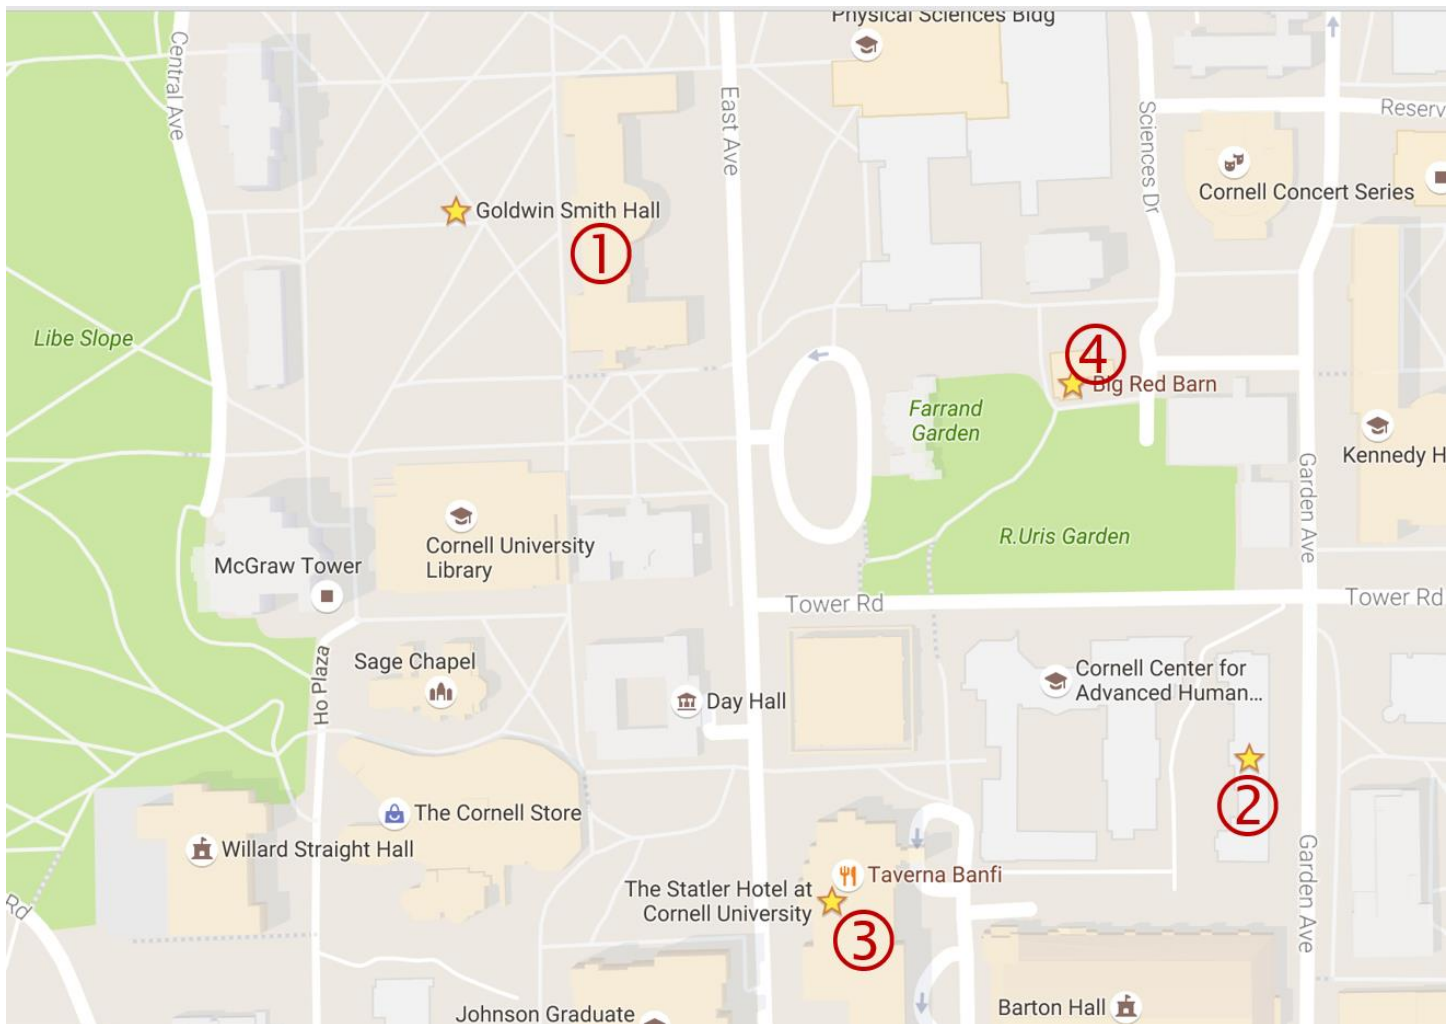 Physical Sciences Bldg
Central Ave
East Ave
Sciences Dr
Reserv
Cornell Concert Series
Goldwin Smith Hall
①
Libe Slope
④
Big Red Barn
Farrand
Garden
Kennedy H
Garden Ave
Cornell University
Library
R.Uris Garden
McGraw Tower
Tower Rd
Tower Rd
Ho Plaza
Sage Chapel
Day Hall
Cornell Center for
Advanced Human...
②
The Cornell Store
Willard Straight Hall
Garden Ave
Taverna Banfi
The Statler Hotel at
Cornell University
③
Rd
Barton Hall
Johnson Graduate